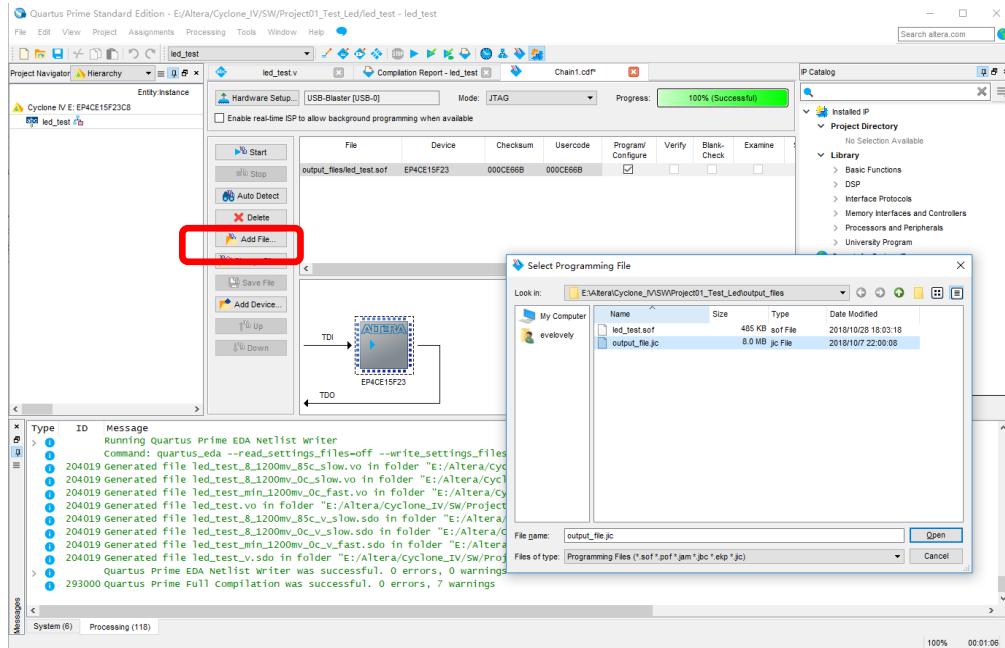 Quartus Prime Standard Edition - E:/Altera/Cyclone_IV/SW/Project01_Test_Led/led_test - led_test
File Edit View Project Assignments Processing Tools Window Help
Search altera.com
led_test
Project Navigator Hierarchy
led_test.v
Compilation Report - led_test
Chain1.cdf*
IP Catalog
Entity:Instance
Cyclone IV E: EP4CE15F23C8
led_test
Hardware Setup...
USB-Blaster [USB-0]
Mode: JTAG
Progress: 100% (Successful)
Enable real-time ISP to allow background programming when available
Start
Stop
Auto Detect
Delete
Add File...
Save File
Add Device...
Up
Down
File Device Checksum Usercode Program/ Configure Verify Blank- Check Examine
output_files/led_test.sof EP4CE15F23 000CE66B 000CE66B
TDI
ALTERA
EP4CE15F23
TDO
Installed IP
Project Directory
No Selection Available
Library
Basic Functions
DSP
Interface Protocols
Memory Interfaces and Controllers
Processors and Peripherals
University Program
Select Programming File
Look in: E:\Altera\Cyclone_IV\SW\Project01_Test_Led\output_files
My Computer
evelovely
Name Size Type Date Modified
led_test.sof 485 KB sof File 2018/10/28 18:03:18
output_file.jic 8.0 MB jic File 2018/10/7 22:00:08
File name: output_file.jic
Open
Files of type: Programming Files (*.sof *.pof *.jam *.jbc *.ekp *.jic)
Cancel
Type ID Message
Running Quartus Prime EDA Netlist Writer
Command: quartus_eda --read_settings_files=off --write_settings_files
204019 Generated file led_test_8_1200mv_85c_slow.vo in folder "E:/Altera/Cyc
204019 Generated file led_test_8_1200mv_0c_slow.vo in folder "E:/Altera/Cycl
204019 Generated file led_test_min_1200mv_0c_fast.vo in folder "E:/Altera/Cy
204019 Generated file led_test.vo in folder "E:/Altera/Cyclone_IV/SW/Project
204019 Generated file led_test_8_1200mv_85c_v_slow.sdo in folder "E:/Altera/
204019 Generated file led_test_8_1200mv_0c_v_slow.sdo in folder "E:/Altera/C
204019 Generated file led_test_min_1200mv_0c_v_fast.sdo in folder "E:/Altera
204019 Generated file led_test_v.sdo in folder "E:/Altera/Cyclone_IV/SW/Proj
Quartus Prime EDA Netlist Writer was successful. 0 errors, 0 warnings
293000 Quartus Prime Full Compilation was successful. 0 errors, 7 warnings
Messages
System (6) Processing (118)
100% 00:01:06